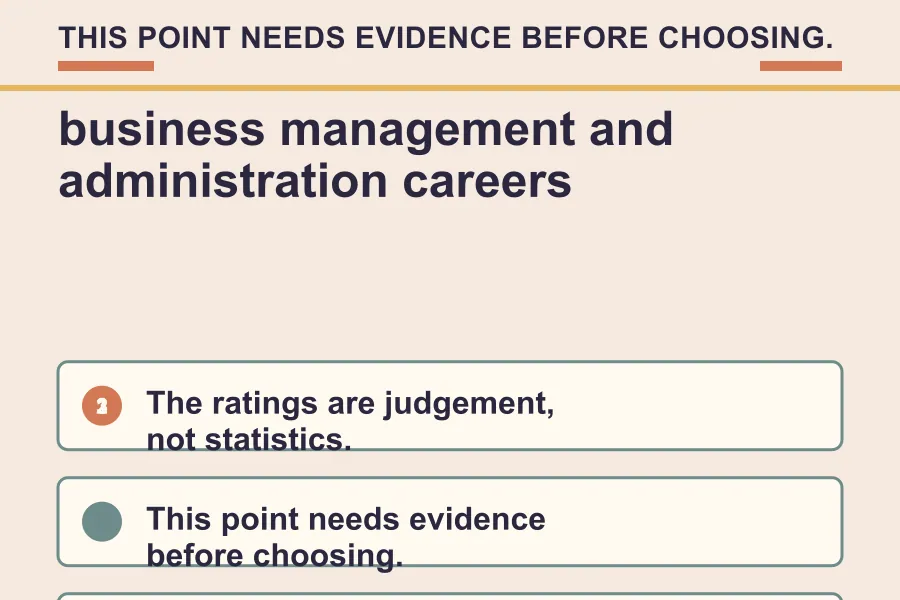 THIS POINT NEEDS EVIDENCE BEFORE CHOOSING.
business management and
administration careers
The ratings are judgement,
not statistics.
This point needs evidence
before choosing.